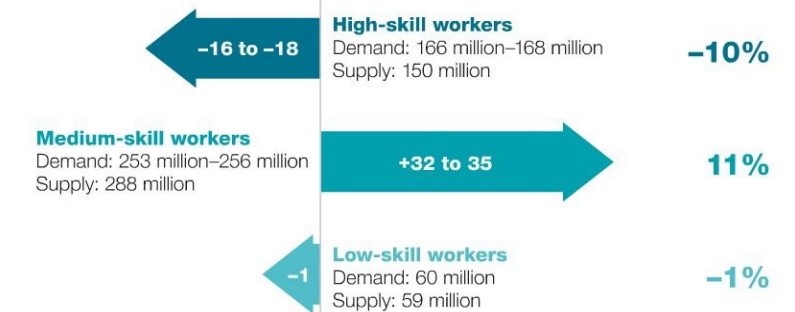 –16 to –18
High-skill workers
Demand: 166 million–168 million
Supply: 150 million
–10%
Medium-skill workers
Demand: 253 million–256 million
Supply: 288 million
+32 to 35
11%
–1
Low-skill workers
Demand: 60 million
Supply: 59 million
–1%